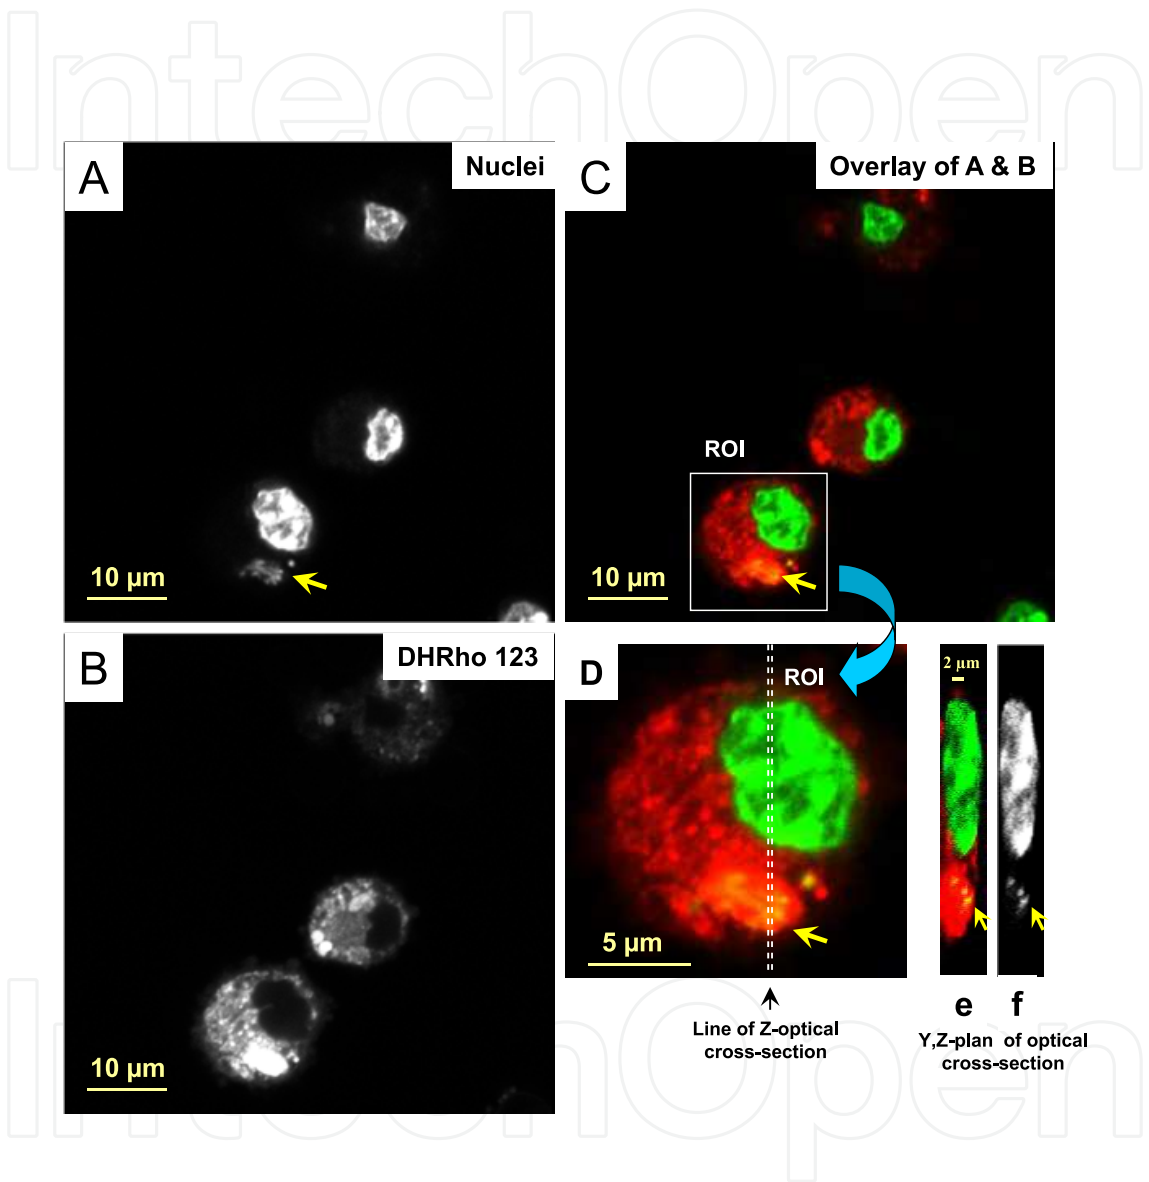 IntechOpen
A
Nuclei
10 µm
C
Overlay of A & B
ROI
10 µm
B
DHRho 123
10 µm
D
ROI
5 µm
2 µm
e f
Line of Z-optical
cross-section
Y,Z-plan of optical
cross-section
IntechOpen